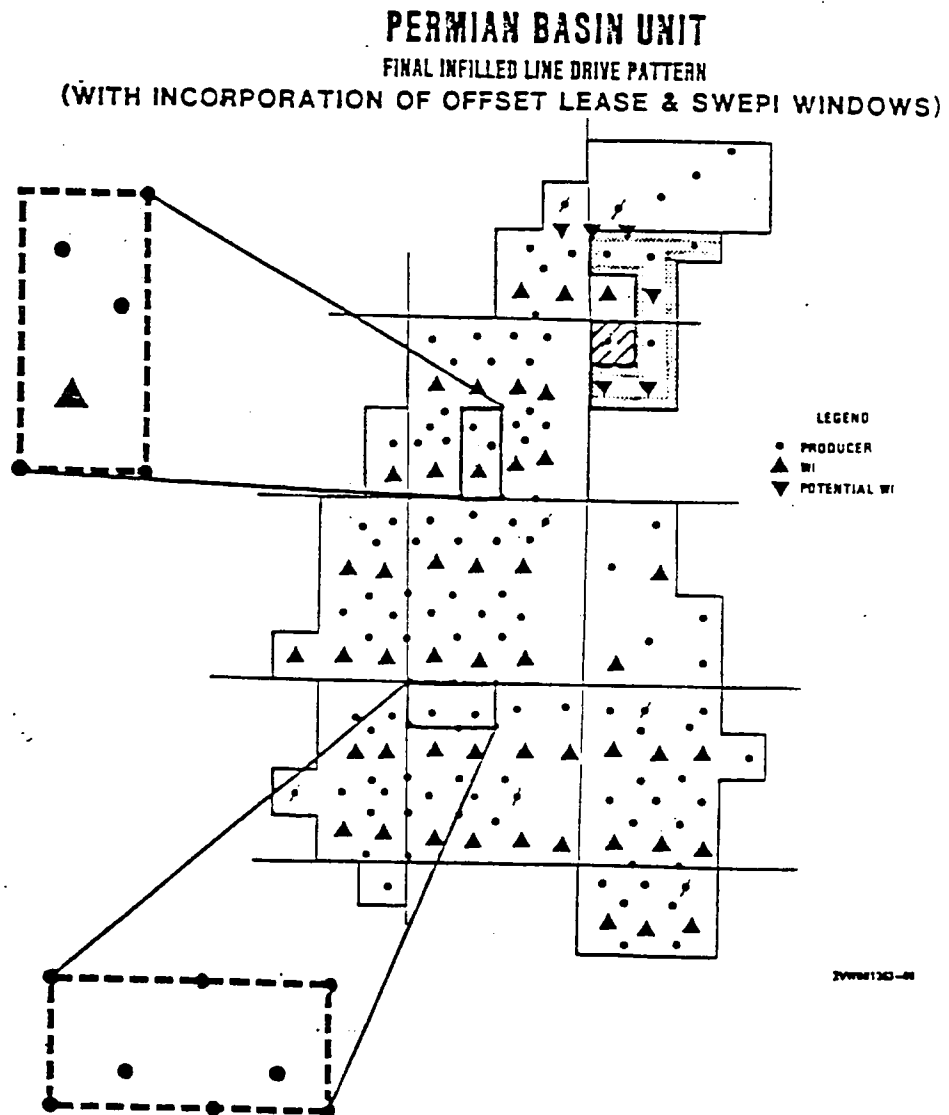 PERMIAN BASIN UNIT
FINAL INFILLED LINE DRIVE PATTERN
(WITH INCORPORATION OF OFFSET LEASE & SWEPI WINDOWS)
LEGEND
PRODUCER
WI
POTENTIAL WI